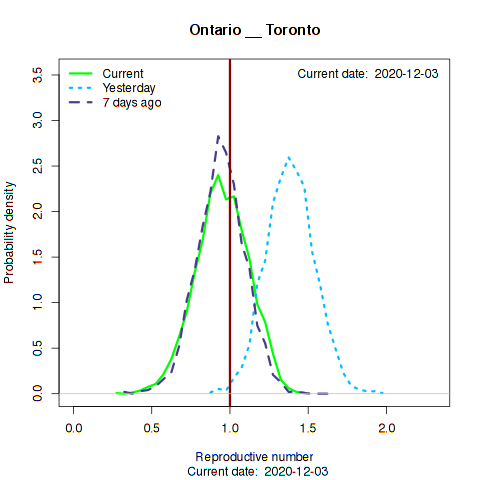 Ontario __ Toronto
Current
Yesterday
7 days ago
Current date:  2020-12-03
Probability density
3.5
3.0
2.5
2.0
1.5
1.0
0.5
0.0
0.0
0.5
1.0
1.5
2.0
Reproductive number
Current date:  2020-12-03